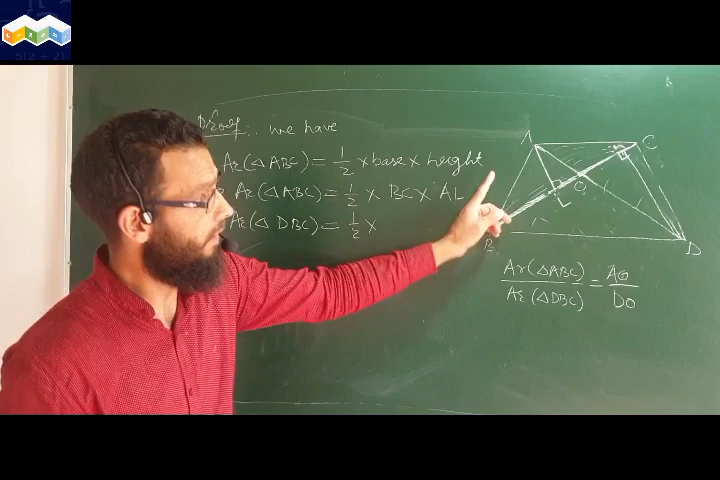 Proof :. we have
Ar(△ABC) = 1/2 × base × height
Ar(△ABC) = 1/2 × BC × AL
Ar(△DBC) = 1/2 ×
A
C
O
L
B
D
Ar(△ABC) / Ar(△DBC) = AO / DO